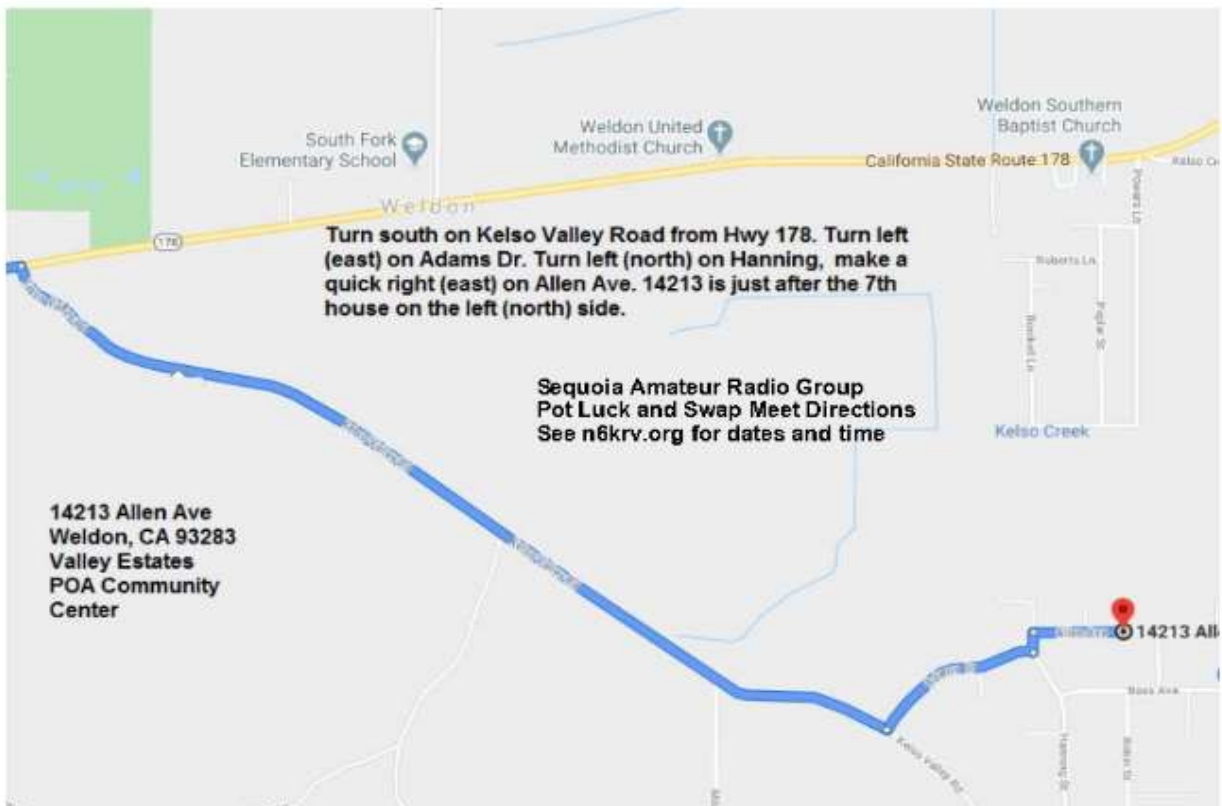 Weldon Southern
Baptist Church
South Fork
Elementary School
Weldon United
Methodist Church
California State Route 178
Kelso Cr
Weldon
178
Powers Ln
Turn south on Kelso Valley Road from Hwy 178. Turn left
(east) on Adams Dr. Turn left (north) on Hanning, make a
quick right (east) on Allen Ave. 14213 is just after the 7th
house on the left (north) side.
Roberts Ln
Poplar St
Sequoia Amateur Radio Group
Pot Luck and Swap Meet Directions
See n6krv.org for dates and time
Kelso Creek
14213 Allen Ave
Weldon, CA 93283
Valley Estates
POA Community
Center
14213 All
Kelso Valley Rd
Hanning St